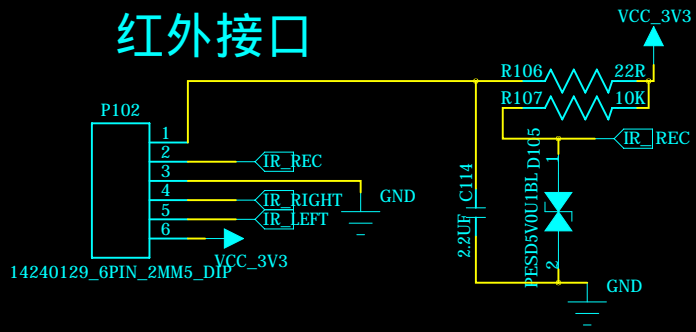 红外接口
VCC_3V3
R106 22R
R107 10K
P102
1
2 IR_REC
3
4 IR_RIGHT
5 IR_LEFT
6
VCC_3V3
14240129_6PIN_2MM5_DIP
GND
C114
2.2UF
IR_REC
D105
PESD5V0U1BL
1
2
GND